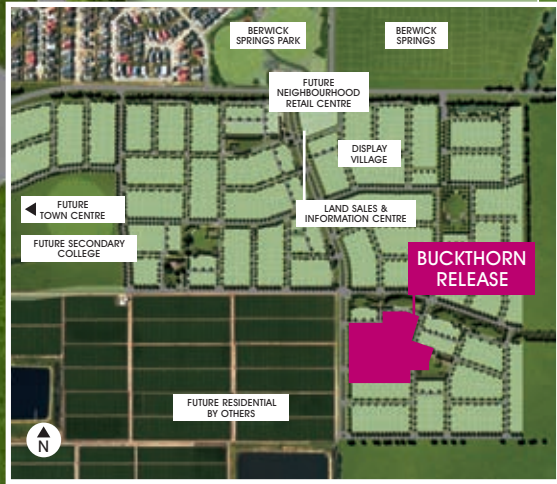 BERWICK
SPRINGS PARK
BERWICK
SPRINGS
FUTURE
NEIGHBOURHOOD
RETAIL CENTRE
DISPLAY
VILLAGE
FUTURE
TOWN CENTRE
LAND SALES &
INFORMATION CENTRE
FUTURE SECONDARY
COLLEGE
BUCKTHORN
RELEASE
FUTURE RESIDENTIAL
BY OTHERS
N